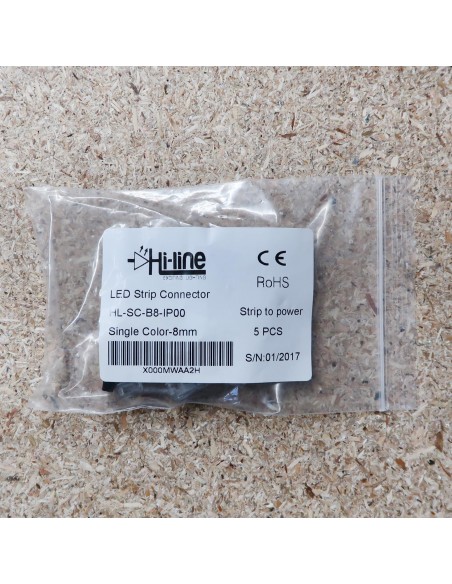 Hi-line
CE
RoHS
LED Strip Connector
HL-SC-B8-IP00
Strip to power
Single Color-8mm
5 PCS
S/N:01/2017
X000MWAA2H